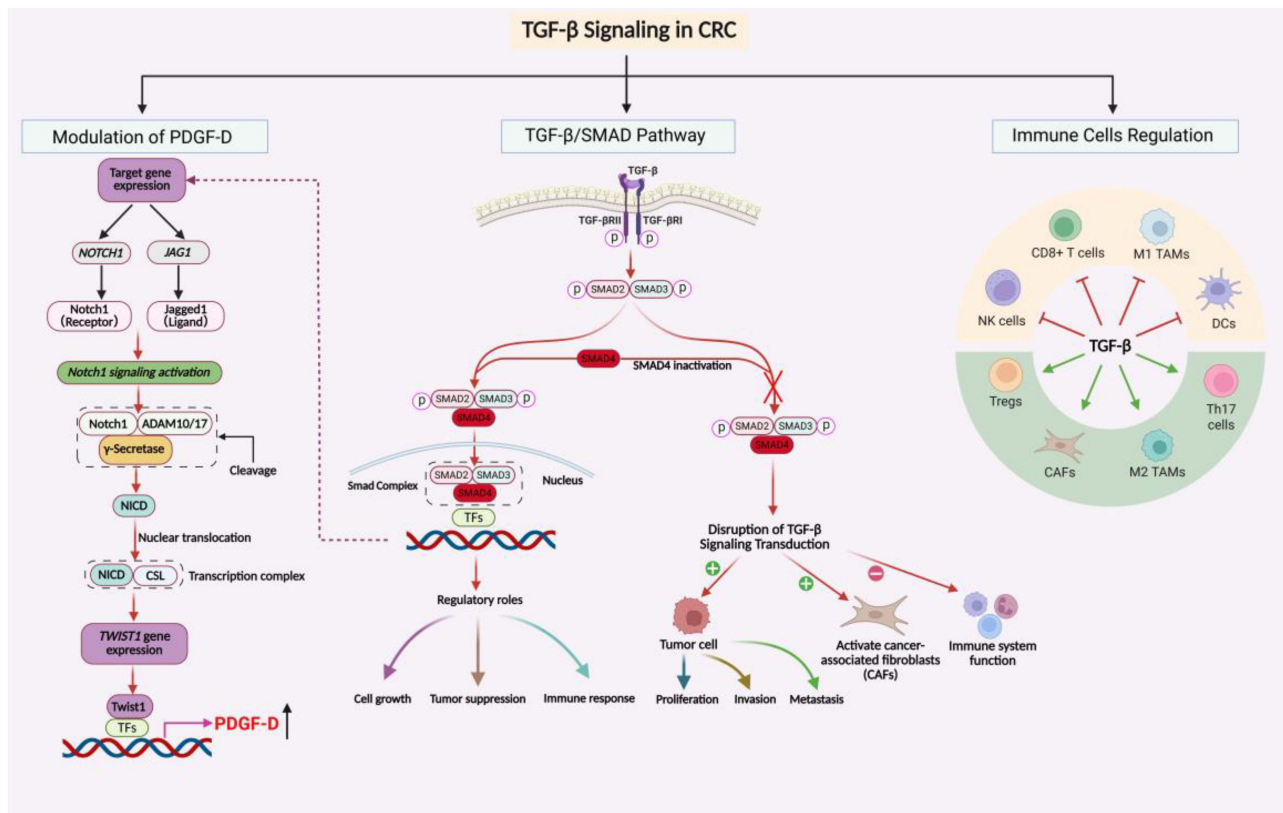 TGF-β Signaling in CRC
Modulation of PDGF-D
Target gene
expression
NOTCH1
JAG1
Notch1
(Receptor)
Jagged1
(Ligand)
Notch1 signaling activation
Notch1
ADAM10/17
γ-Secretase
Cleavage
NICD
Nuclear translocation
NICD
CSL
Transcription complex
TWIST1 gene
expression
Twist1
TFs
PDGF-D
TGF-β/SMAD Pathway
TGF-β
TGF-βRII
TGF-βRI
p
p
p
SMAD2
SMAD3
p
SMAD4
SMAD4 inactivation
p
SMAD2
SMAD3
p
SMAD4
Smad Complex
SMAD2
SMAD3
SMAD4
Nucleus
TFs
Regulatory roles
Cell growth
Tumor suppression
Immune response
p
SMAD2
SMAD3
p
SMAD4
Disruption of TGF-β
Signaling Transduction
+
+
−
Tumor cell
Activate cancer-
associated fibroblasts
(CAFs)
Immune system
function
Proliferation
Invasion
Metastasis
Immune Cells Regulation
CD8+ T cells
M1 TAMs
NK cells
DCs
TGF-β
Tregs
Th17
cells
CAFs
M2 TAMs